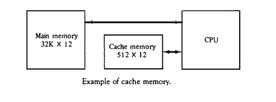 Main memory
32K X 12
Cache memory
512 X 12
CPU
Example of cache memory.